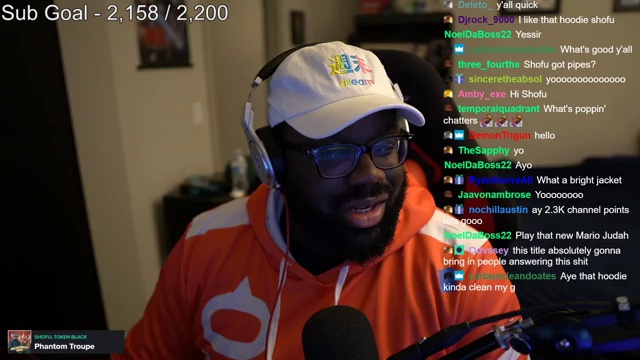 Sub Goal - 2,158 / 2,200
Deleto_ y'all quick
Djrock_9000 I like that hoodie shofu
NoelDaBoss22 Yessir
What's good y'all
three_fourths Shofu got pipes?
sinceretheabsol yoooooooooooooo
Amby_exe Hi Shofu
temporalquadrant What's poppin'
chatters
DemonTrigun hello
TheSapphy yo
NoelDaBoss22 Ayo
What a bright jacket
Jaavonambrose Yoooooooo
nochillaustin ay 2.3K channel points
gooo
NoelDaBoss22 Play that new Mario Judah
Odyssey this title absolutely gonna
bring in people answering this shit
Aye that hoodie
kinda clean my g
週末
SHOFU, TOKEN BLACK
Phantom Troupe